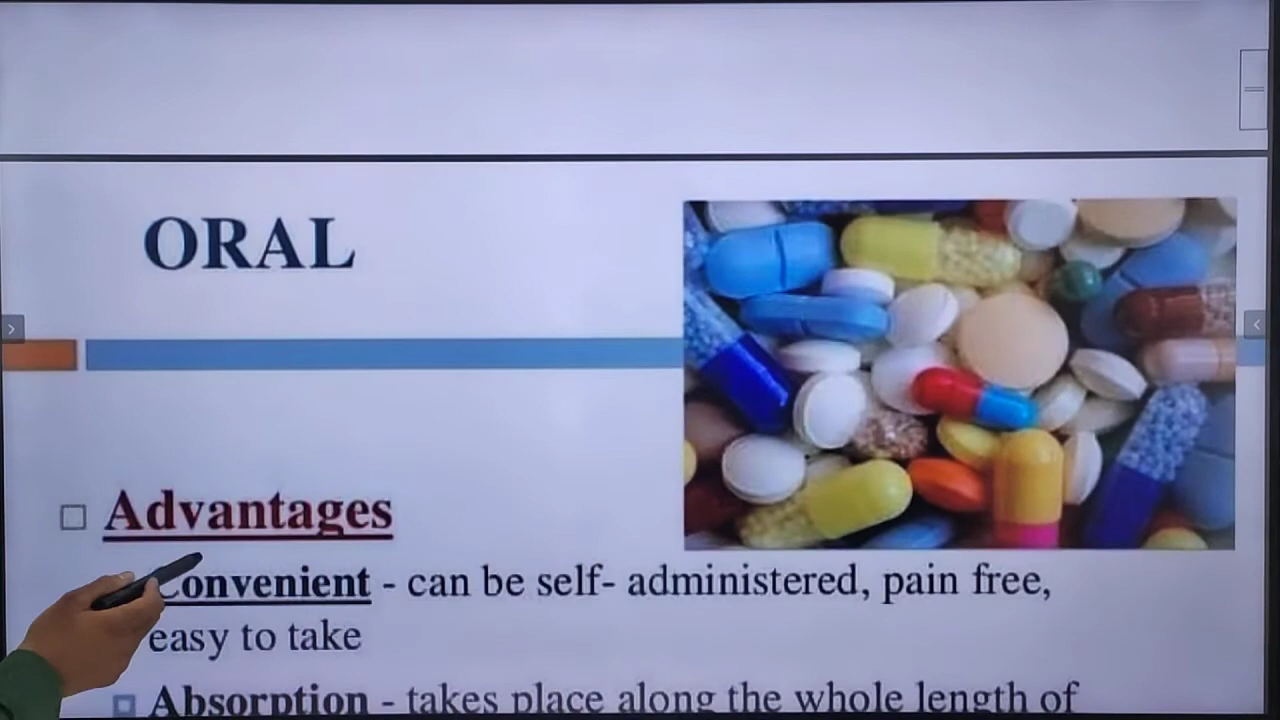 ORAL
Advantages
Convenient - can be self- administered, pain free,
easy to take
Absorption - takes place along the whole length of